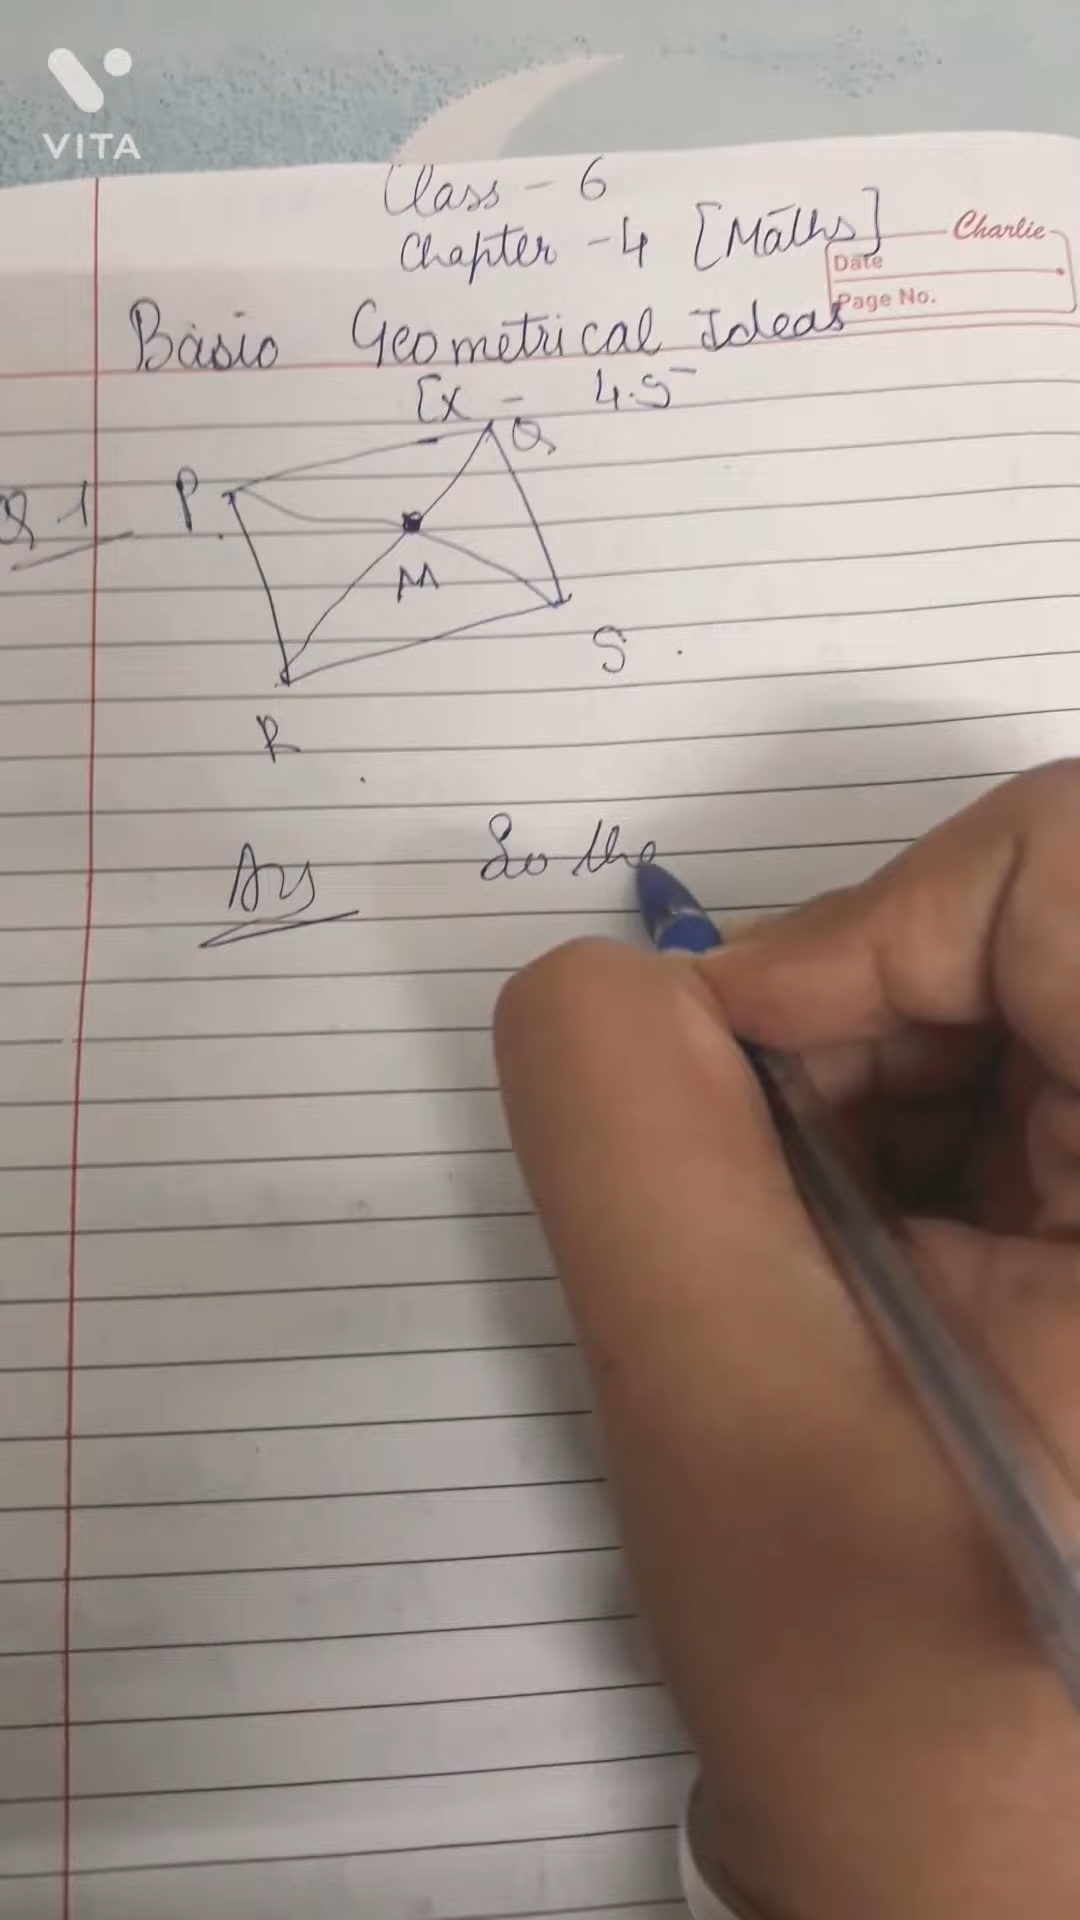 VITA
Class - 6
Chapter - 4 [Maths]
Charlie
Date
Page No.
Basic Geometrical Ideas
Ex - 4.5
Q.1
P
Q
M
S
R
Ans So the